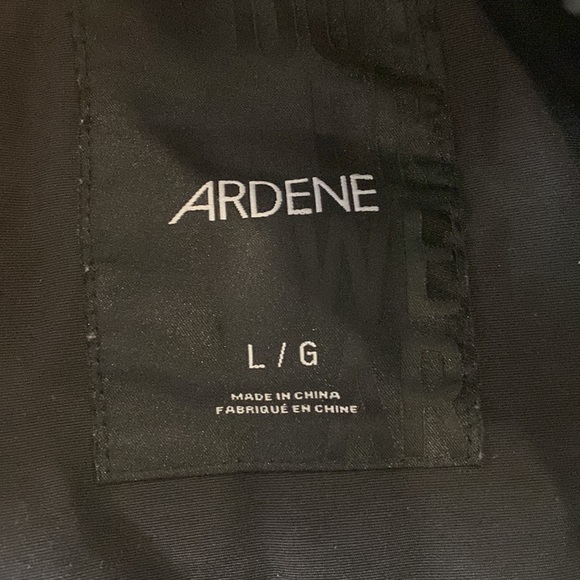 ARDENE
L / G
MADE IN CHINA
FABRIQUÉ EN CHINE